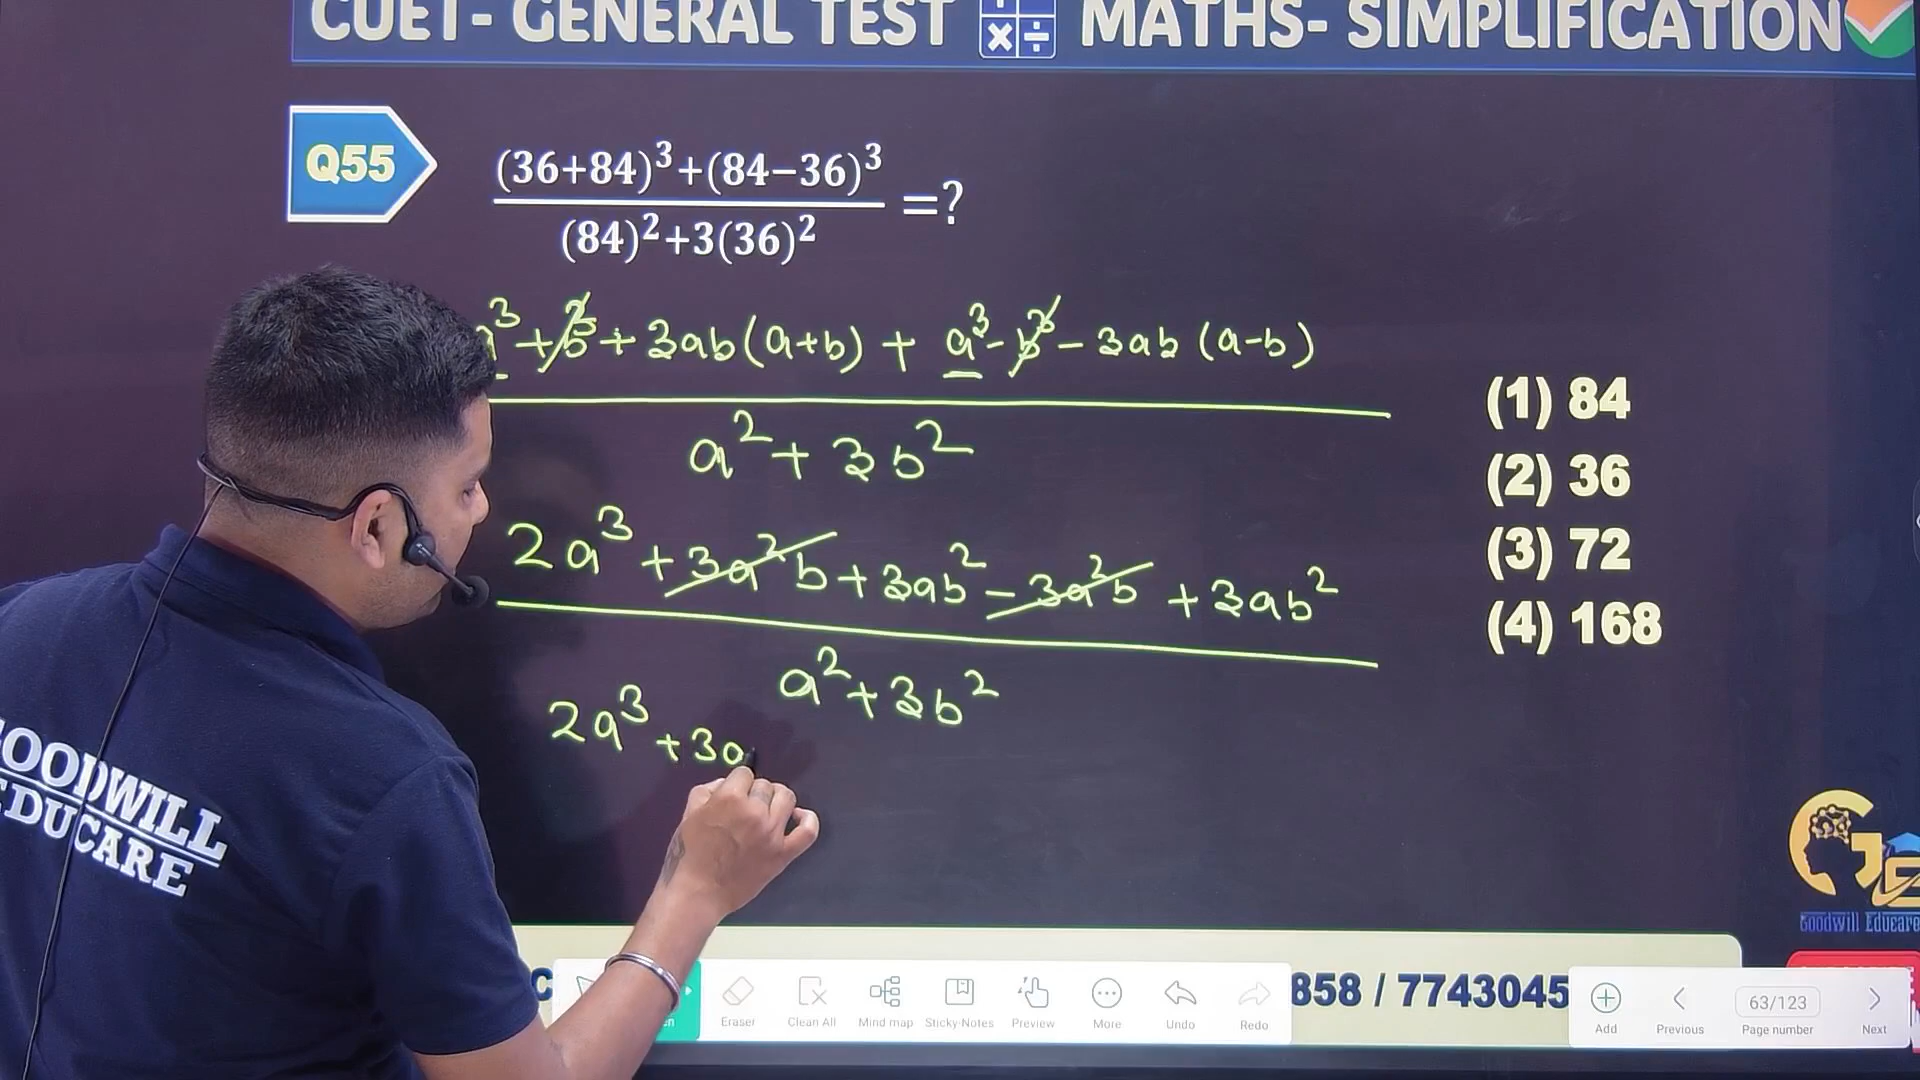 CUET- GENERAL TEST MATHS- SIMPLIFICATION
Q55
(36+84)³+(84−36)³
(84)²+3(36)²
=?
a³ + b³ + 3ab(a+b) + a³ - b³ - 3ab (a-b)
a² + 3b²
2a³ + 3a²b + 3ab² - 3a²b + 3ab²
a² + 3b²
2a³ + 3a
(1) 84
(2) 36
(3) 72
(4) 168
GOODWILL
EDUCARE
Goodwill Educare
858 / 7743045
Eraser
Clean All
Mind map
Sticky-Notes
Preview
More
Undo
Redo
Add
Previous
63/123
Page number
Next